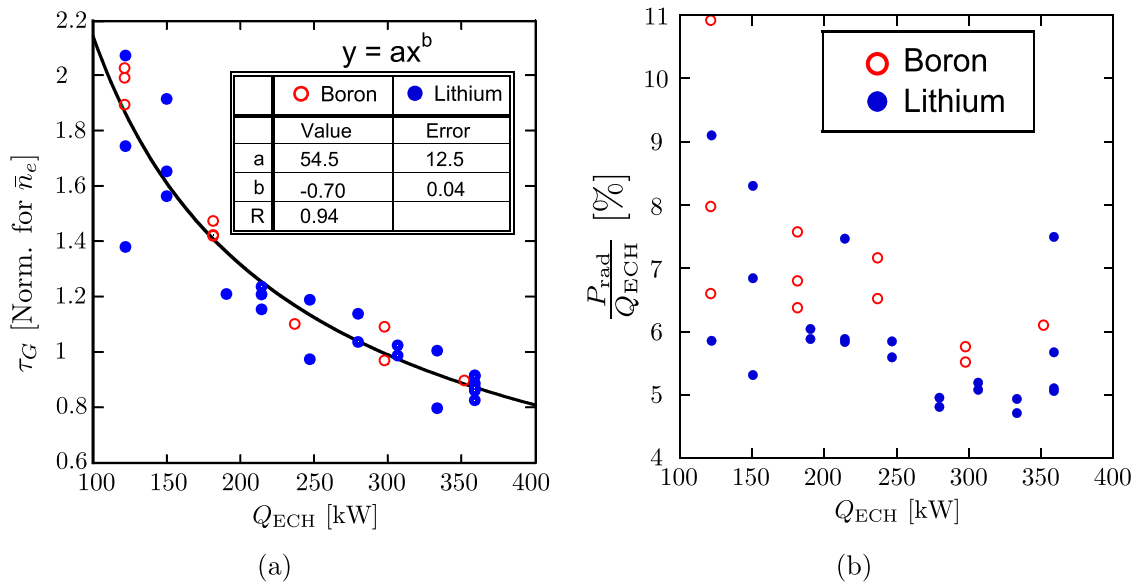 2.2
2
1.8
1.6
1.4
1.2
1
0.8
0.6
τ_G [Norm. for n̄_e]
y = ax^b
Boron Lithium
Value Error
a 54.5 12.5
b -0.70 0.04
R 0.94
100 150 200 250 300 350 400
Q_ECH [kW]
(a)
11
10
9
8
7
6
5
4
P_rad/Q_ECH [%]
Boron
Lithium
100 150 200 250 300 350 400
Q_ECH [kW]
(b)